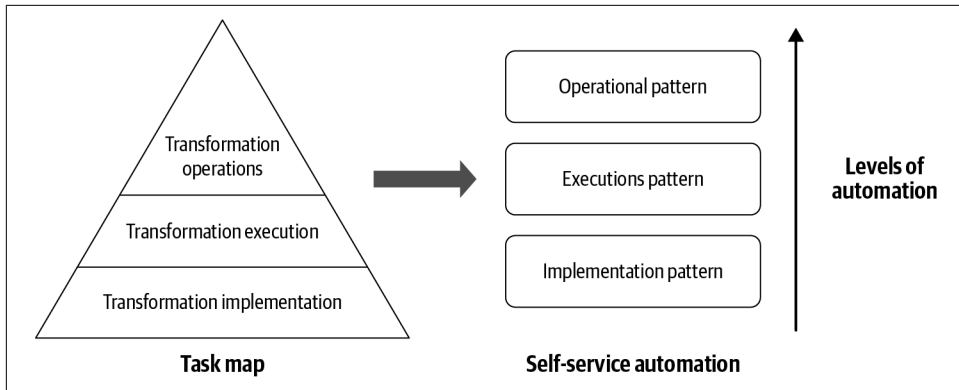 Transformation
operations
Transformation execution
Transformation implementation
Task map
Operational pattern
Executions pattern
Implementation pattern
Self-service automation
Levels of
automation